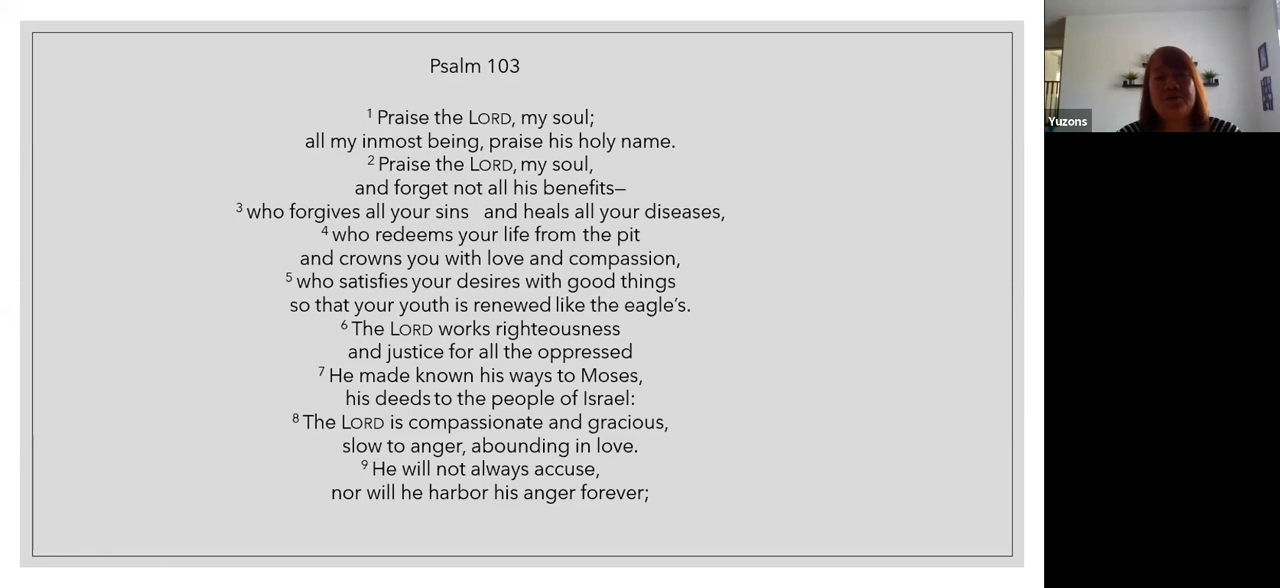 Psalm 103
1 Praise the LORD, my soul;
all my inmost being, praise his holy name.
2 Praise the LORD, my soul,
and forget not all his benefits—
3 who forgives all your sins   and heals all your diseases,
4 who redeems your life from the pit
and crowns you with love and compassion,
5 who satisfies your desires with good things
so that your youth is renewed like the eagle’s.
6 The LORD works righteousness
and justice for all the oppressed
7 He made known his ways to Moses,
his deeds to the people of Israel:
8 The LORD is compassionate and gracious,
slow to anger, abounding in love.
9 He will not always accuse,
nor will he harbor his anger forever;
Yuzons